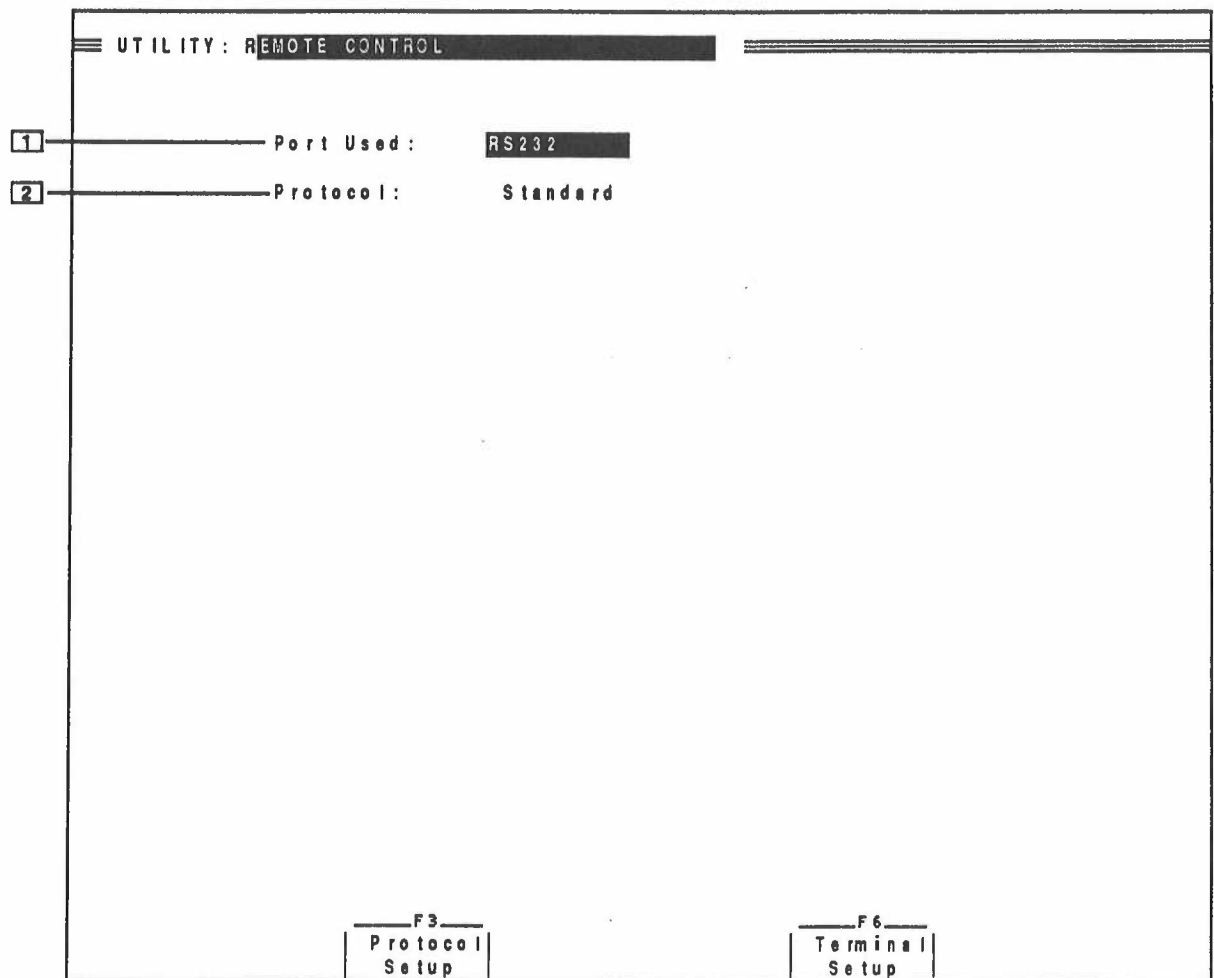 UTILITY: REMOTE CONTROL
1 Port Used: RS232
2 Protocol: Standard
F3
Protocol
Setup
F6
Terminal
Setup